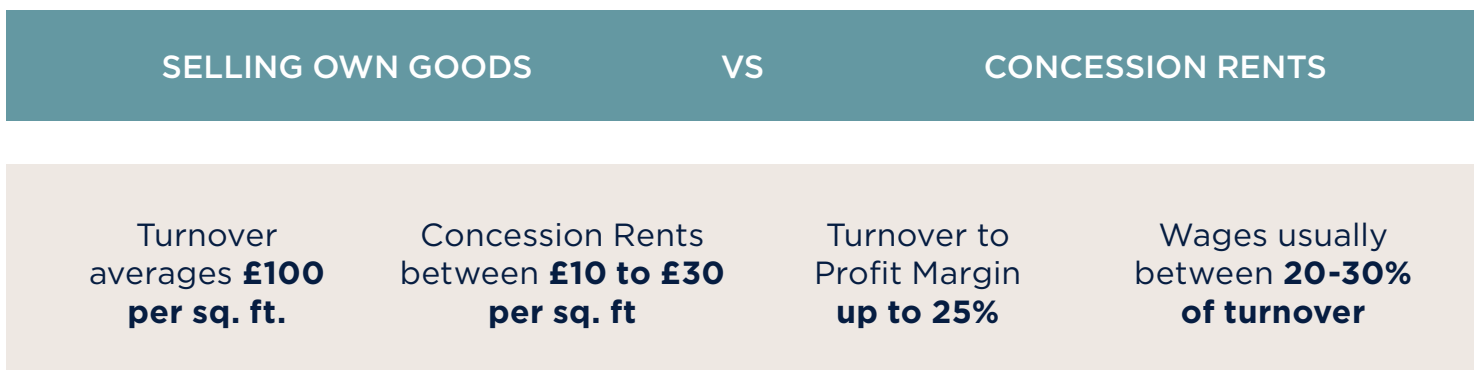 SELLING OWN GOODS VS CONCESSION RENTS
Turnover
averages £100
per sq. ft.
Concession Rents
between £10 to £30
per sq. ft
Turnover to
Profit Margin
up to 25%
Wages usually
between 20-30%
of turnover